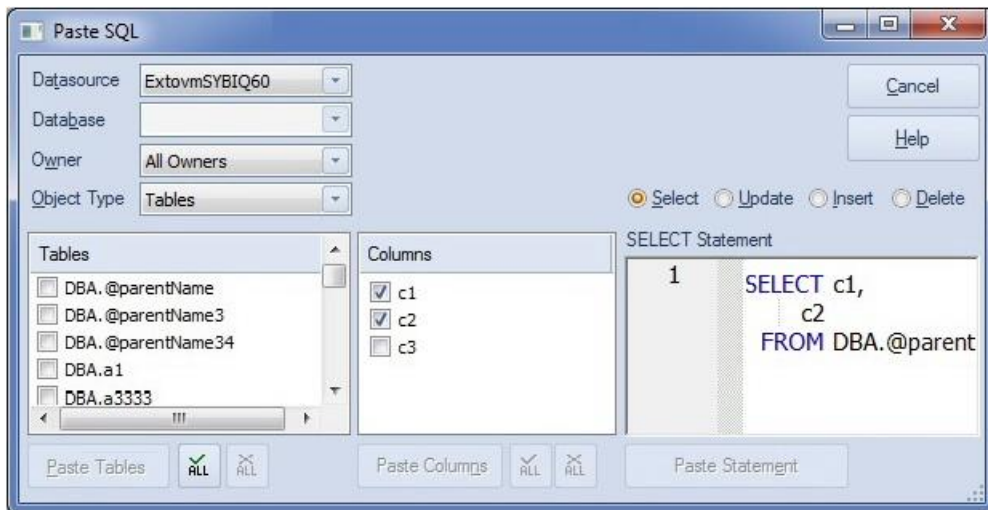 Paste SQL
Datasource ExtovmSYBIQ60
Database
Owner All Owners
Object Type Tables
Cancel
Help
Select Update Insert Delete
Tables
DBA.@parentName
DBA.@parentName3
DBA.@parentName34
DBA.a1
DBA.a3333
Columns
c1
c2
c3
SELECT Statement
1
SELECT c1,
c2
FROM DBA.@parent
Paste Tables ALL ALL
Paste Columns ALL ALL
Paste Statement